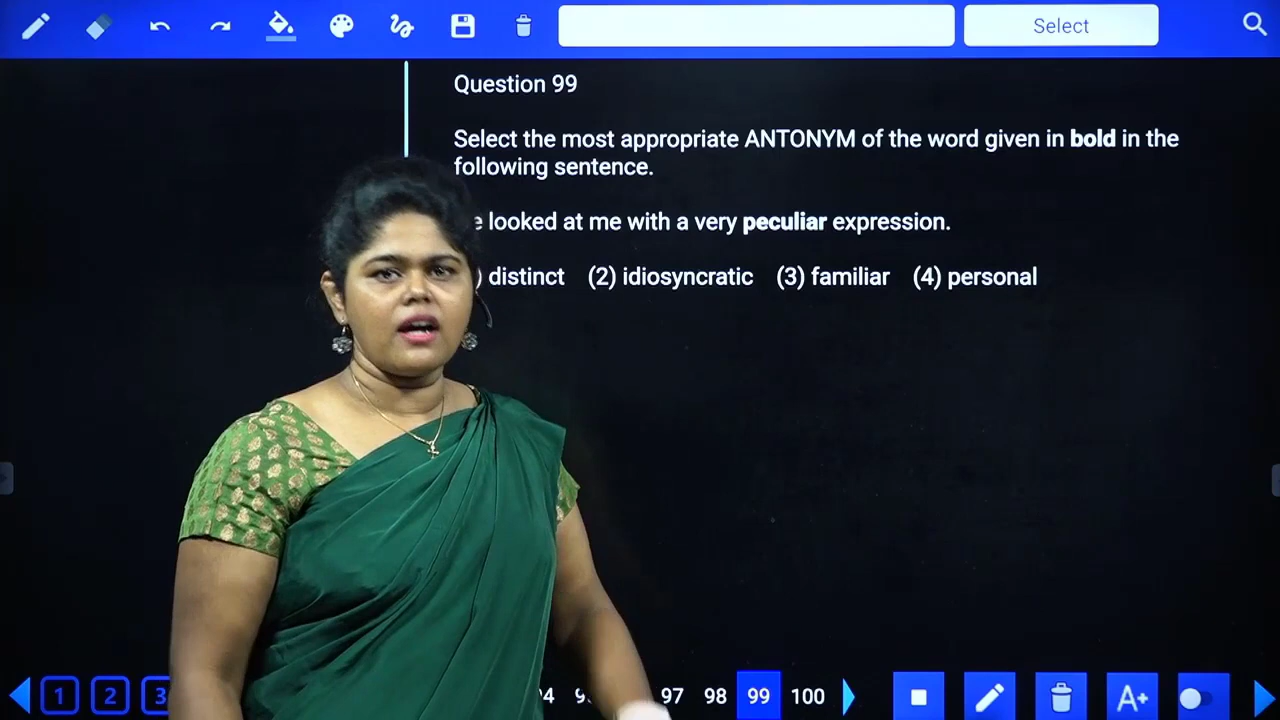 Select
Question 99
Select the most appropriate ANTONYM of the word given in bold in the
following sentence.
looked at me with a very peculiar expression.
distinct (2) idiosyncratic (3) familiar (4) personal
1 2 3 97 98 99 100 A+